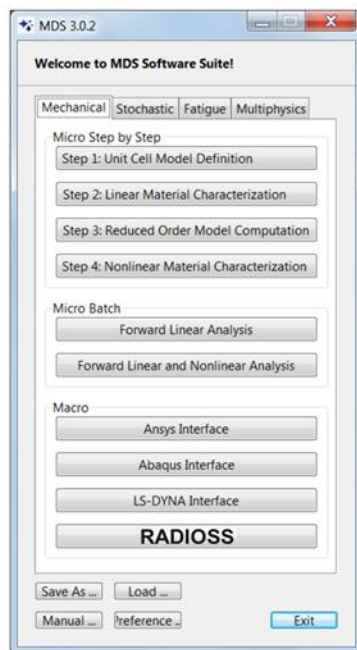 MDS 3.0.2
Welcome to MDS Software Suite!
Mechanical Stochastic Fatigue Multiphysics
Micro Step by Step
Step 1: Unit Cell Model Definition
Step 2: Linear Material Characterization
Step 3: Reduced Order Model Computation
Step 4: Nonlinear Material Characterization
Micro Batch
Forward Linear Analysis
Forward Linear and Nonlinear Analysis
Macro
Ansys Interface
Abaqus Interface
LS-DYNA Interface
RADIOSS
Save As ... Load ...
Manual ... Preference .. Exit